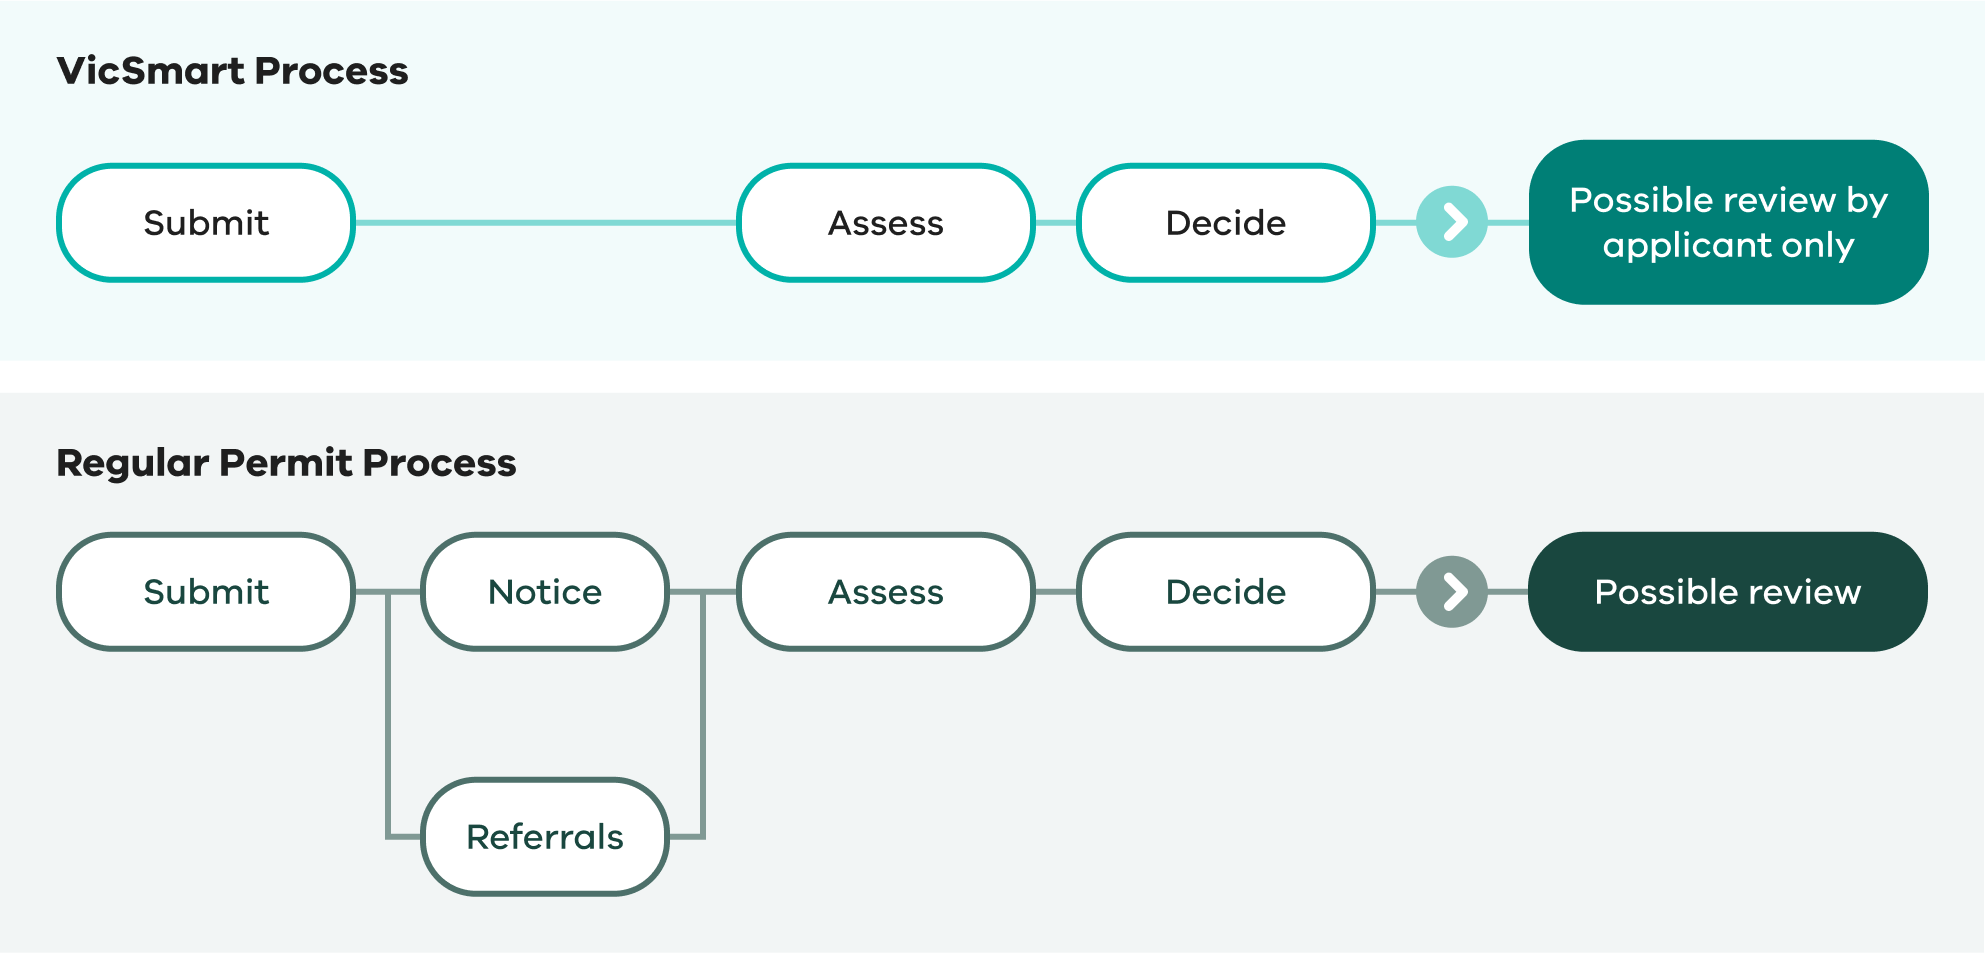 VicSmart Process
Submit
Assess
Decide
Possible review by
applicant only
Regular Permit Process
Submit
Notice
Assess
Decide
Possible review
Referrals